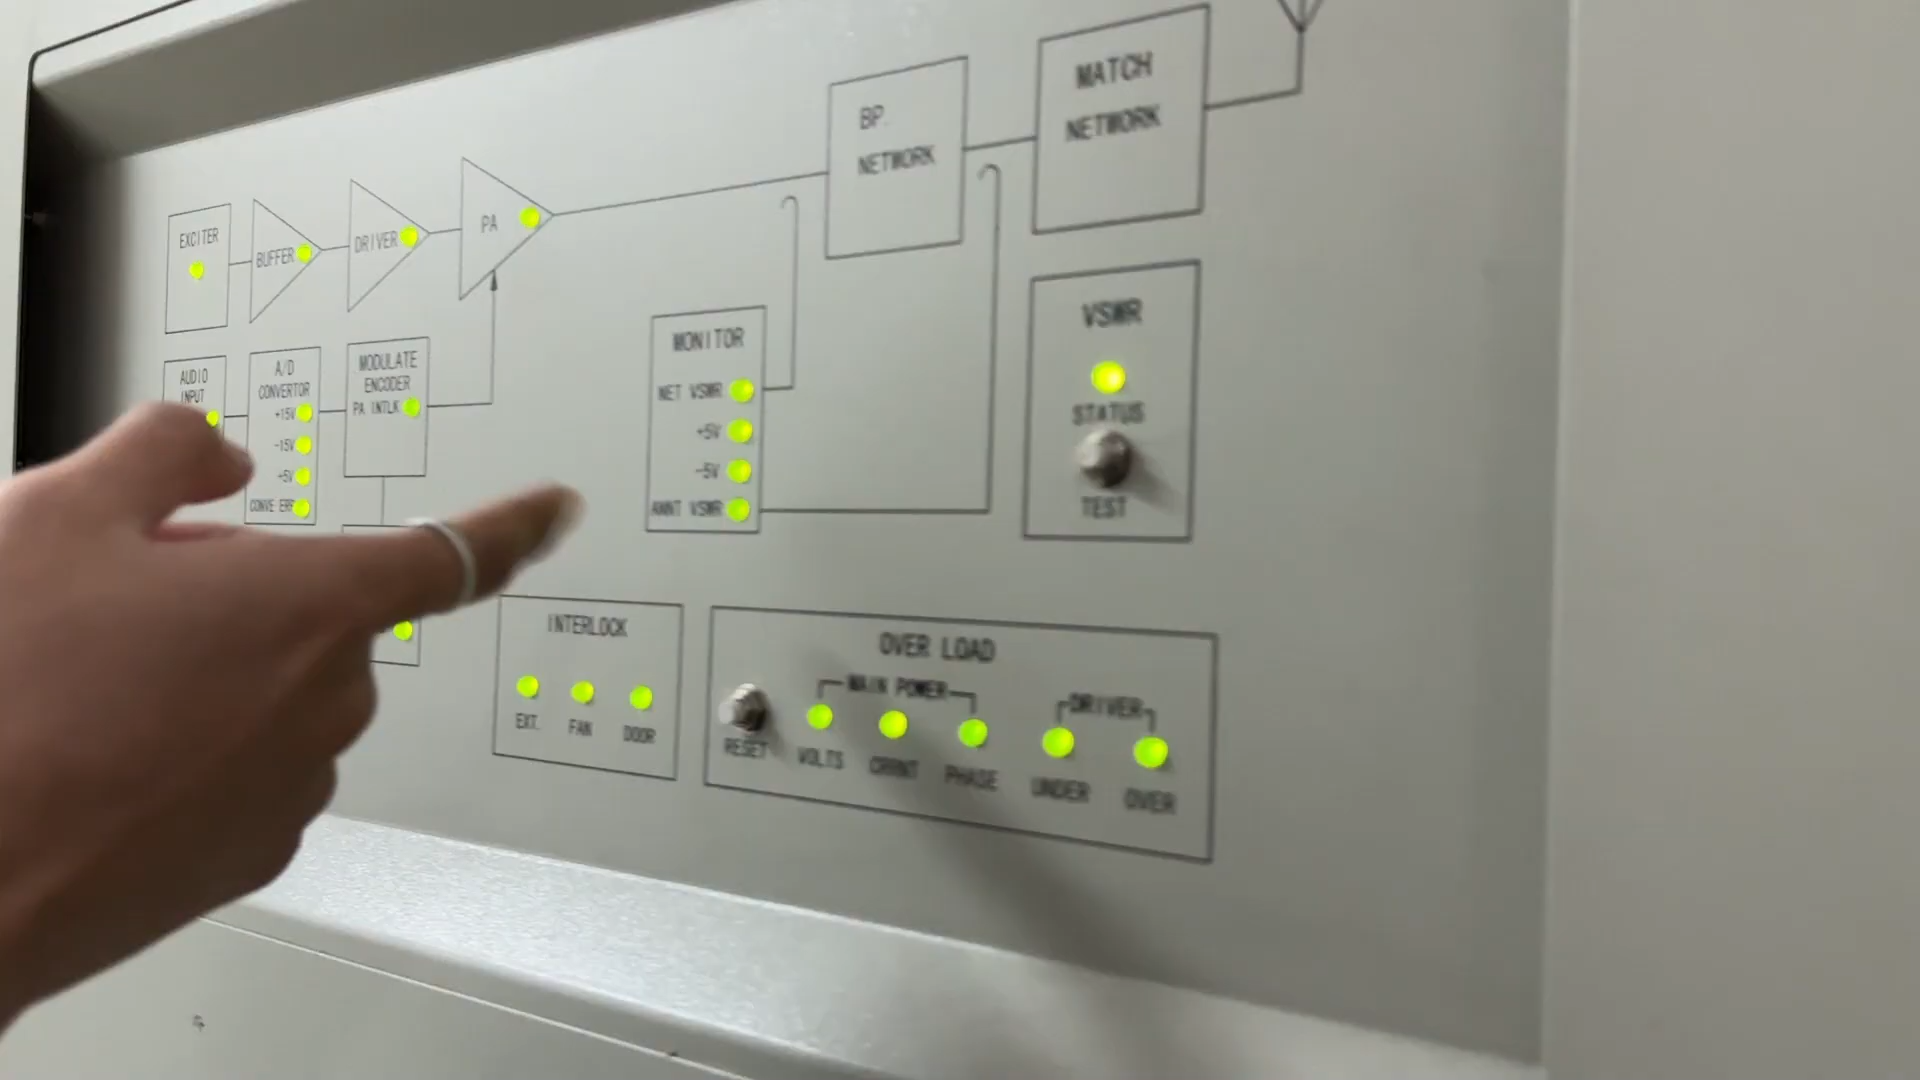 EXCITER
BUFFER
DRIVER
PA
BP.
NETWORK
MATCH
NETWORK
AUDIO
INPUT
A/D
CONVERTOR
+15V
-15V
+5V
CONVE ERR
MODULATE
ENCODER
PA INTLK
MONITOR
NET VSWR
+5V
-5V
ANNT VSWR
VSWR
STATUS
TEST
INTERLOCK
EXT.
FAN
DOOR
OVER LOAD
MAIN POWER
DRIVER
RESET
VOLTS
CRRNT
PHASE
UNDER
OVER